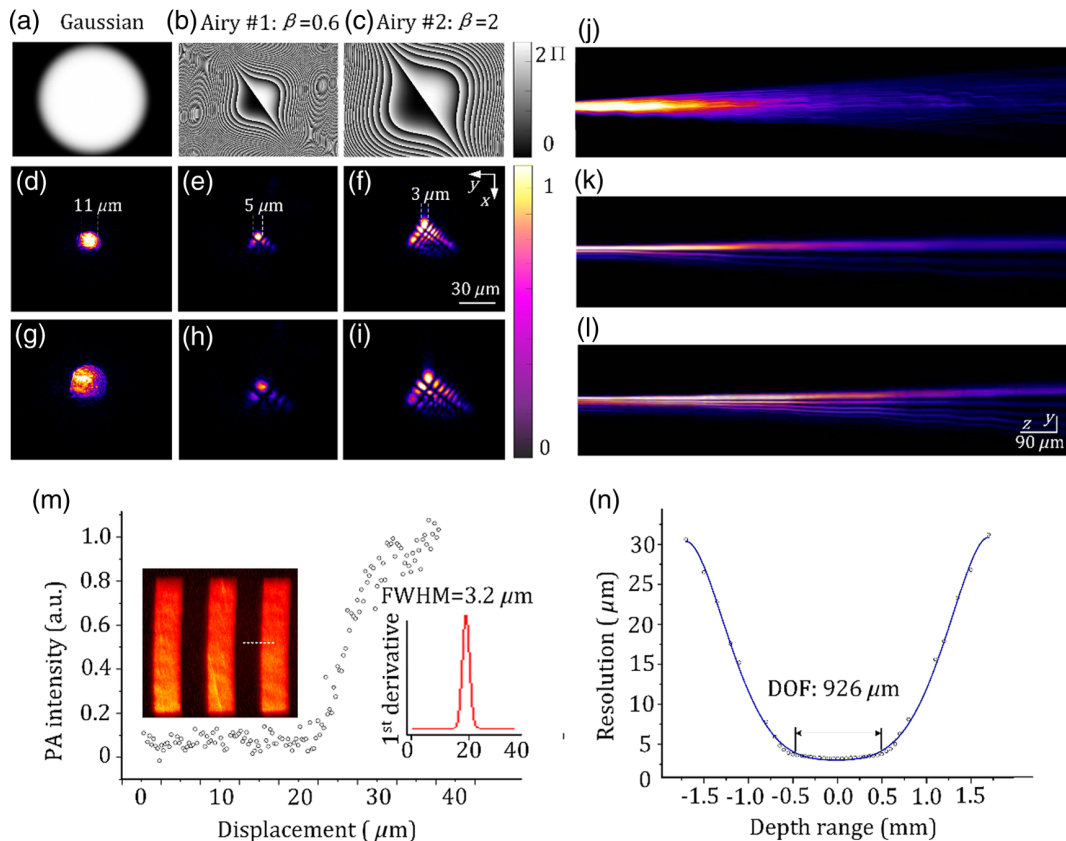 (a) Gaussian
(b) Airy #1: β=0.6
(c) Airy #2: β=2
2Π
0
(d)
11 μm
(e)
5 μm
(f)
3 μm
y
x
30 μm
1
0
(g)
(h)
(i)
(j)
(k)
(l)
z y
90 μm
(m)
PA intensity (a.u.)
1.0
0.8
0.6
0.4
0.2
0
0 10 20 30 40
Displacement ( μm)
FWHM=3.2 μm
1st derivative
0 20 40
(n)
Resolution ( μm)
30
25
20
15
10
5
0
DOF: 926 μm
-1.5 -1.0 -0.5 0.0 0.5 1.0 1.5
Depth range (mm)